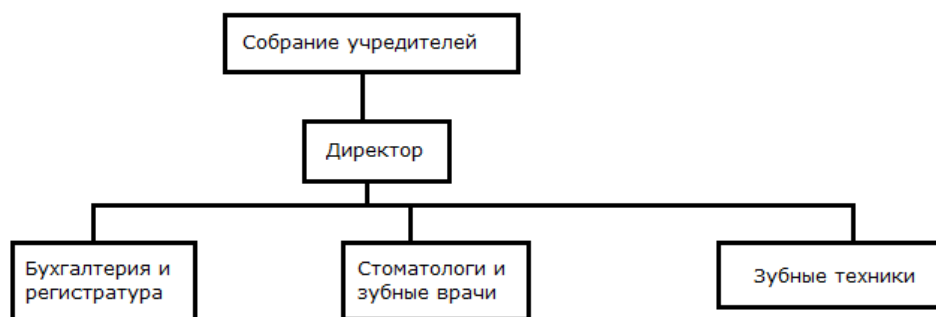 Собрание учредителей
Директор
Бухгалтерия и
регистратура
Стоматологи и
зубные врачи
Зубные техники